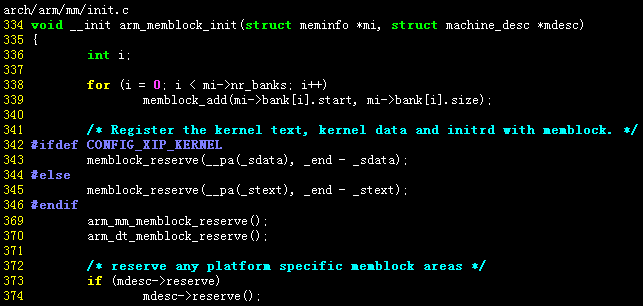 arch/arm/mm/init.c
334 void __init arm_memblock_init(struct meminfo *mi, struct machine_desc *mdesc)
335 {
336         int i;
337
338         for (i = 0; i < mi->nr_banks; i++)
339                 memblock_add(mi->bank[i].start, mi->bank[i].size);
340
341         /* Register the kernel text, kernel data and initrd with memblock. */
342 #ifdef CONFIG_XIP_KERNEL
343         memblock_reserve(__pa(_sdata), _end - _sdata);
344 #else
345         memblock_reserve(__pa(_stext), _end - _stext);
346 #endif
369         arm_mm_memblock_reserve();
370         arm_dt_memblock_reserve();
371
372         /* reserve any platform specific memblock areas */
373         if (mdesc->reserve)
374                 mdesc->reserve();